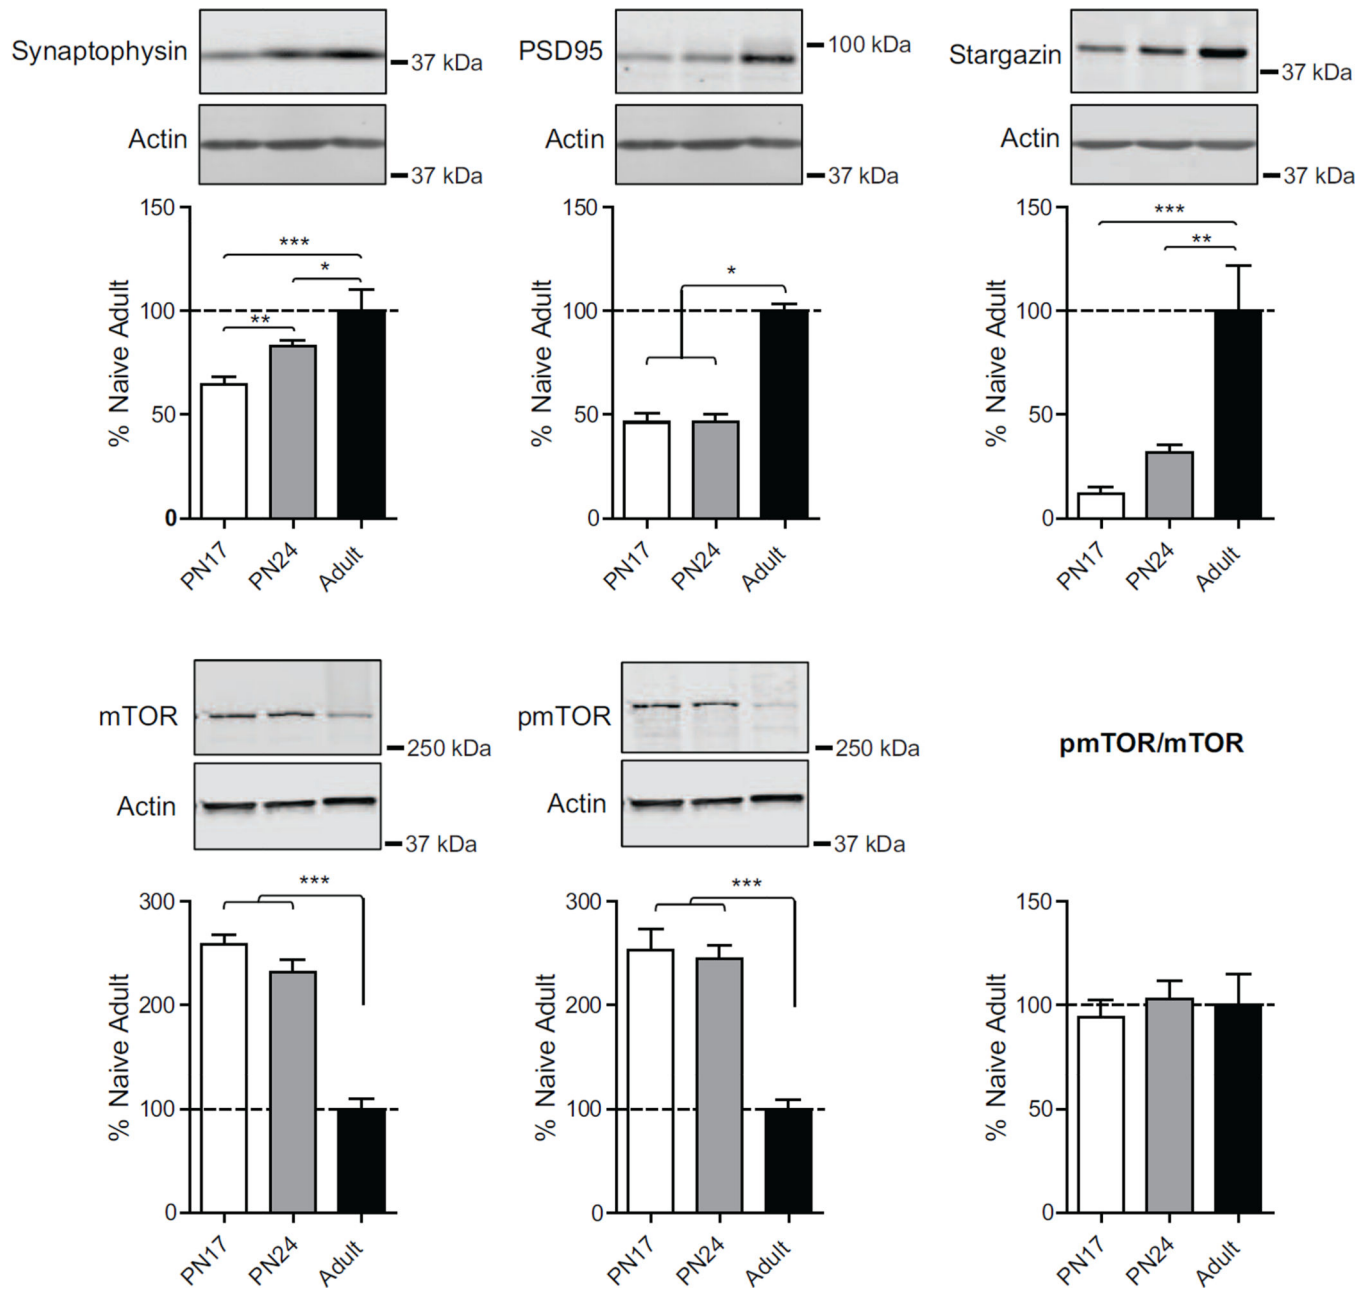 Synaptophysin
37 kDa
Actin
37 kDa
PSD95
100 kDa
Actin
37 kDa
Stargazin
37 kDa
Actin
37 kDa
% Naive Adult
150
100
50
0
***
*
**
PN17
PN24
Adult
% Naive Adult
150
100
50
0
*
PN17
PN24
Adult
% Naive Adult
150
100
50
0
***
**
PN17
PN24
Adult
mTOR
250 kDa
Actin
37 kDa
pmTOR
250 kDa
Actin
37 kDa
pmTOR/mTOR
% Naive Adult
300
200
100
0
***
PN17
PN24
Adult
% Naive Adult
300
200
100
0
***
PN17
PN24
Adult
% Naive Adult
150
100
50
0
PN17
PN24
Adult